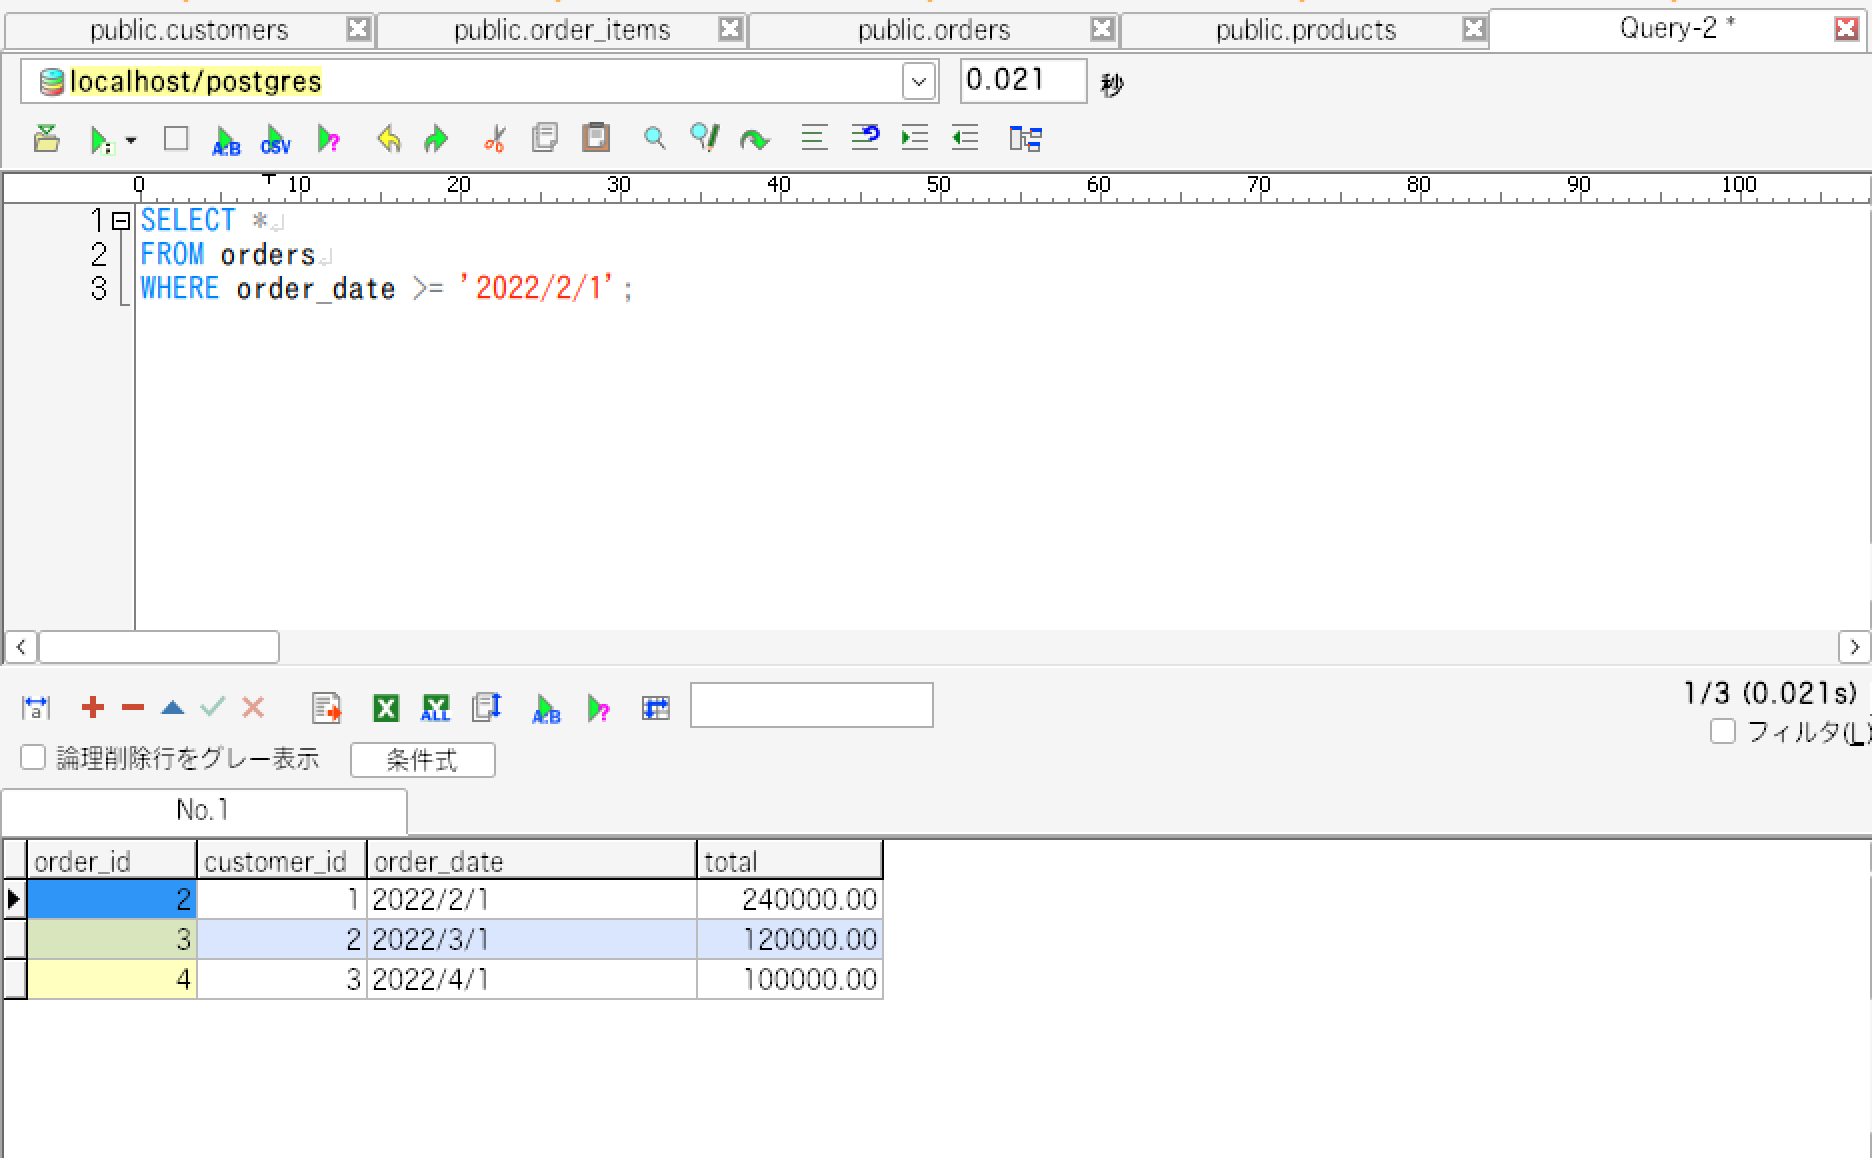 public.customers public.order_items public.orders public.products Query-2 *
localhost/postgres 0.021 秒
A:B CSV
0 10 20 30 40 50 60 70 80 90 100
1 SELECT *
2 FROM orders
3 WHERE order_date >= '2022/2/1';
1/3 (0.021s)
a ALL A:B
論理削除行をグレー表示 条件式 フィルタ(L)
No.1
order_id customer_id order_date total
2 1 2022/2/1 240000.00
3 2 2022/3/1 120000.00
4 3 2022/4/1 100000.00